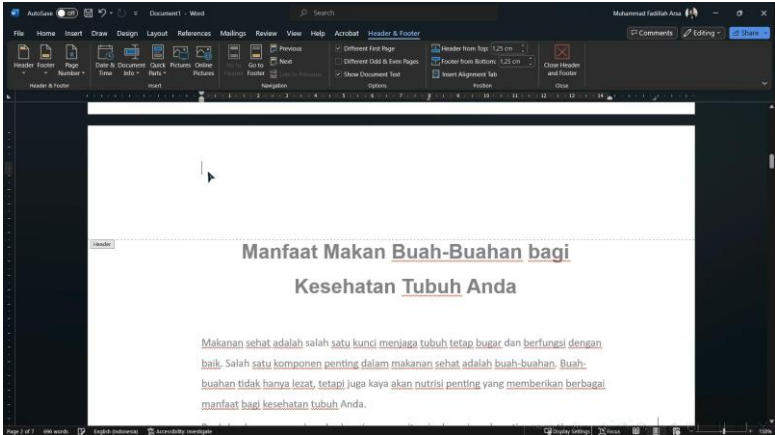 AutoSave Off Document1 - Word Search Muhammad Fadillah Arsa
File Home Insert Draw Design Layout References Mailings Review View Help Acrobat Header & Footer Comments Editing Share
Header Footer Page Number
Date & Time Document Info Quick Parts Pictures Online Pictures
Go to Footer Previous Next
Different First Page
Different Odd & Even Pages
Show Document Text
Header from Top: 1,25 cm
Footer from Bottom: 1,25 cm
Insert Alignment Tab
Close Header and Footer
Header & Footer Insert Navigation Options Position Close
Header
Manfaat Makan Buah-Buahan bagi
Kesehatan Tubuh Anda
Makanan sehat adalah salah satu kunci menjaga tubuh tetap bugar dan berfungsi dengan
baik. Salah satu komponen penting dalam makanan sehat adalah buah-buahan. Buah-
buahan tidak hanya lezat, tetapi juga kaya akan nutrisi penting yang memberikan berbagai
manfaat bagi kesehatan tubuh Anda.
Page 2 of 7 696 words English (Indonesia) Accessibility: Investigate Display Settings Focus 150%